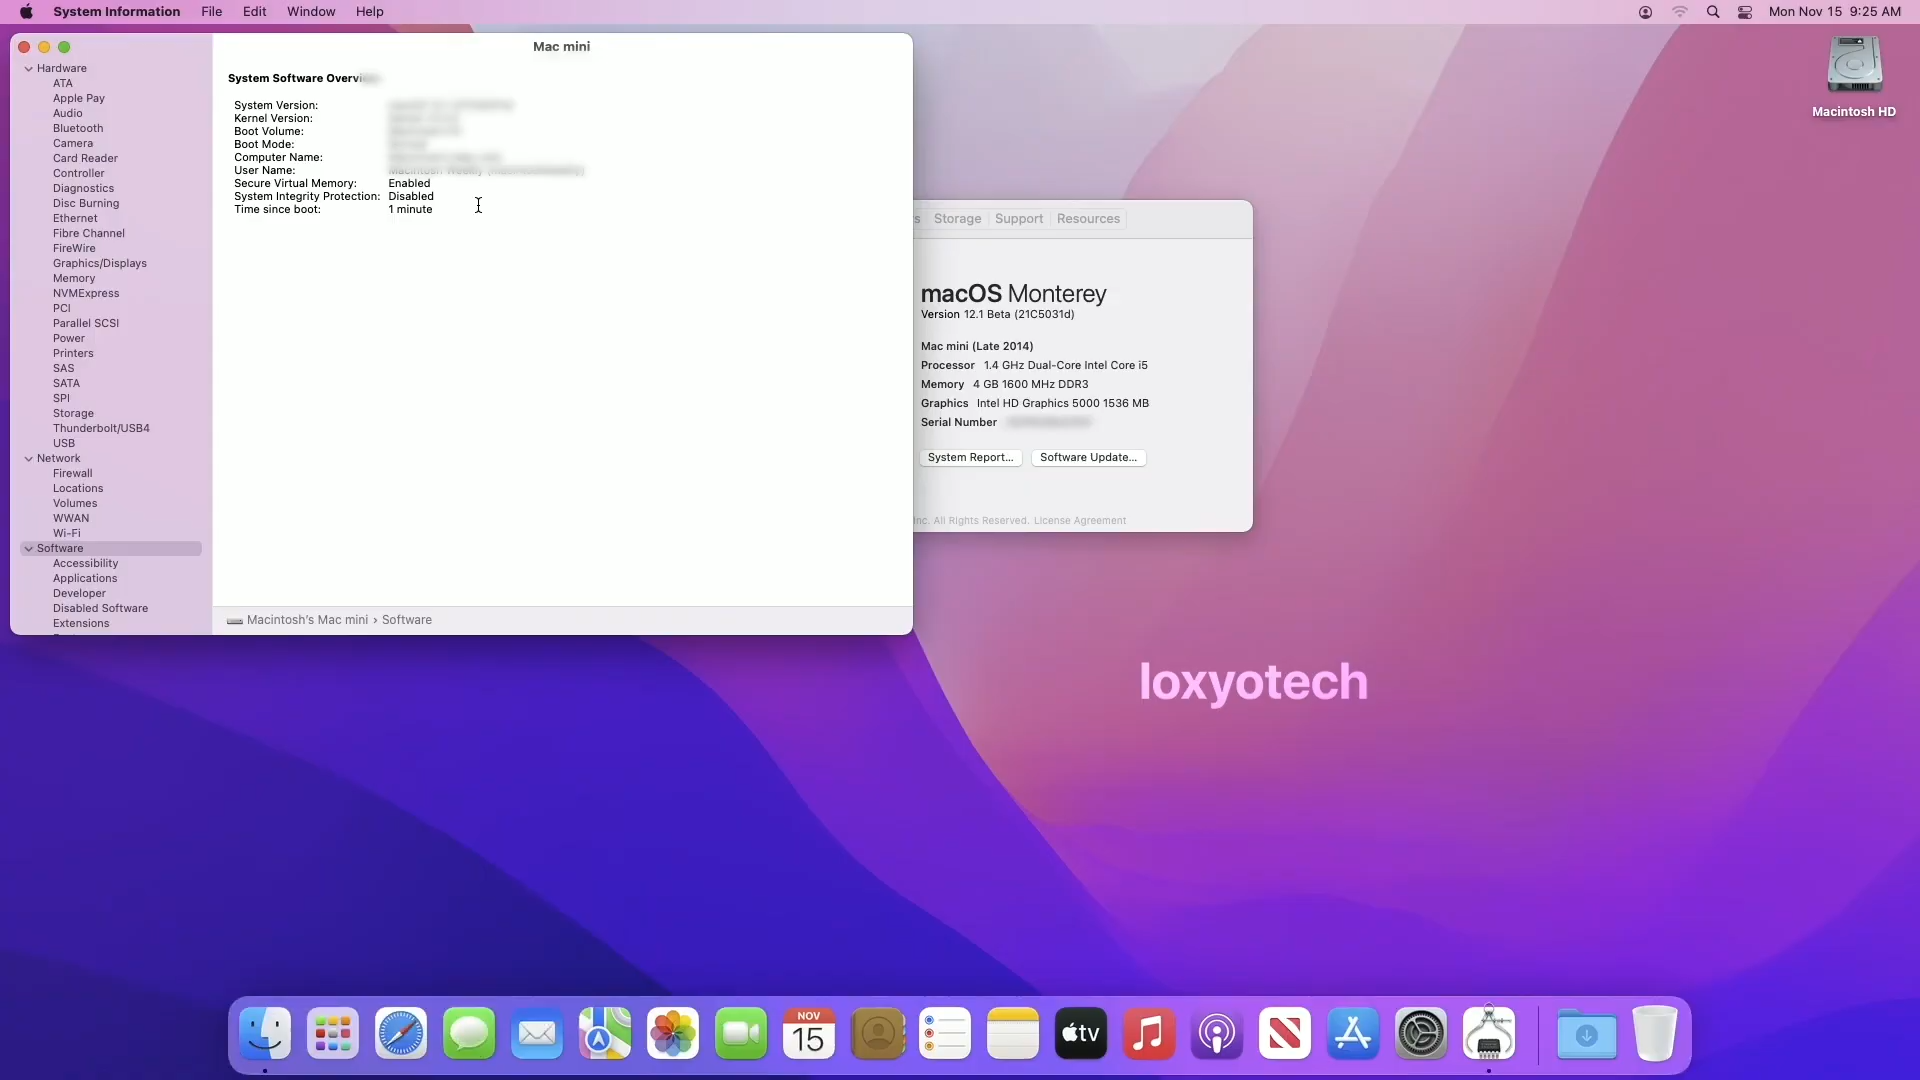 System Information File Edit Window Help
Mon Nov 15 9:25 AM
Macintosh HD
Mac mini
Hardware
ATA
Apple Pay
Audio
Bluetooth
Camera
Card Reader
Controller
Diagnostics
Disc Burning
Ethernet
Fibre Channel
FireWire
Graphics/Displays
Memory
NVMExpress
PCI
Parallel SCSI
Power
Printers
SAS
SATA
SPI
Storage
Thunderbolt/USB4
USB
Network
Firewall
Locations
Volumes
WWAN
Wi-Fi
Software
Accessibility
Applications
Developer
Disabled Software
Extensions
System Software
System Version:
Kernel Version:
Boot Volume:
Boot Mode:
Computer Name:
User Name: Macintosh Weekly
Secure Virtual Memory: Enabled
System Integrity Protection: Disabled
Time since boot: 1 minute
Macintosh's Mac mini › Software
Storage Support Resources
macOS Monterey
Version 12.1 Beta (21C5031d)
Mac mini (Late 2014)
Processor 1.4 GHz Dual-Core Intel Core i5
Memory 4 GB 1600 MHz DDR3
Graphics Intel HD Graphics 5000 1536 MB
Serial Number
System Report... Software Update...
Inc. All Rights Reserved. License Agreement
loxyotech
NOV
15
tv